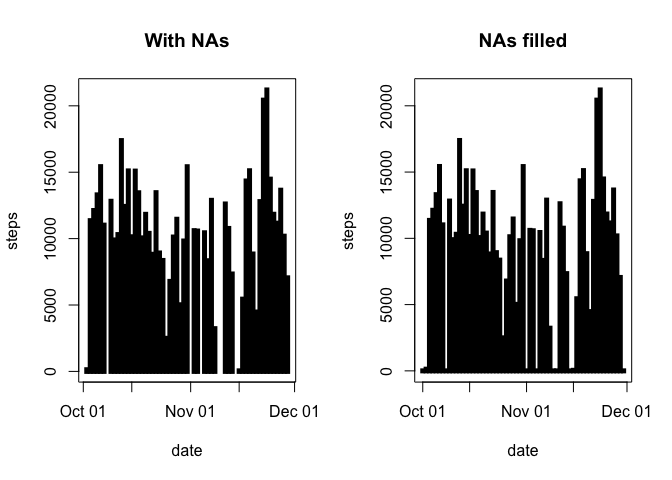 With NAs
steps
20000
15000
10000
5000
0
Oct 01 Nov 01 Dec 01
date
NAs filled
steps
20000
15000
10000
5000
0
Oct 01 Nov 01 Dec 01
date